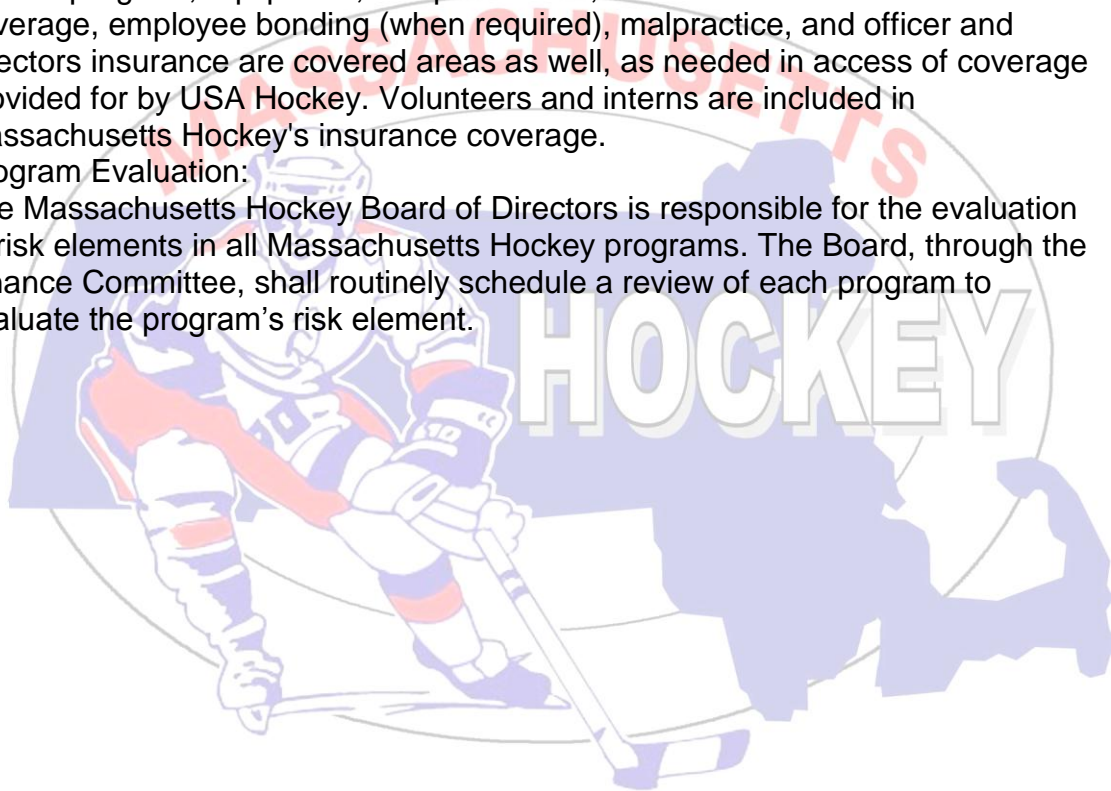 verage, employee bonding (when required), malpractice, and officer and
ectors insurance are covered areas as well, as needed in access of coverage
ovided for by USA Hockey. Volunteers and interns are included in
assachusetts Hockey's insurance coverage.
ogram Evaluation:
e Massachusetts Hockey Board of Directors is responsible for the evaluation
risk elements in all Massachusetts Hockey programs. The Board, through the
nance Committee, shall routinely schedule a review of each program to
aluate the program's risk element.
MASSACHUSETTS
HOCKEY
10
10